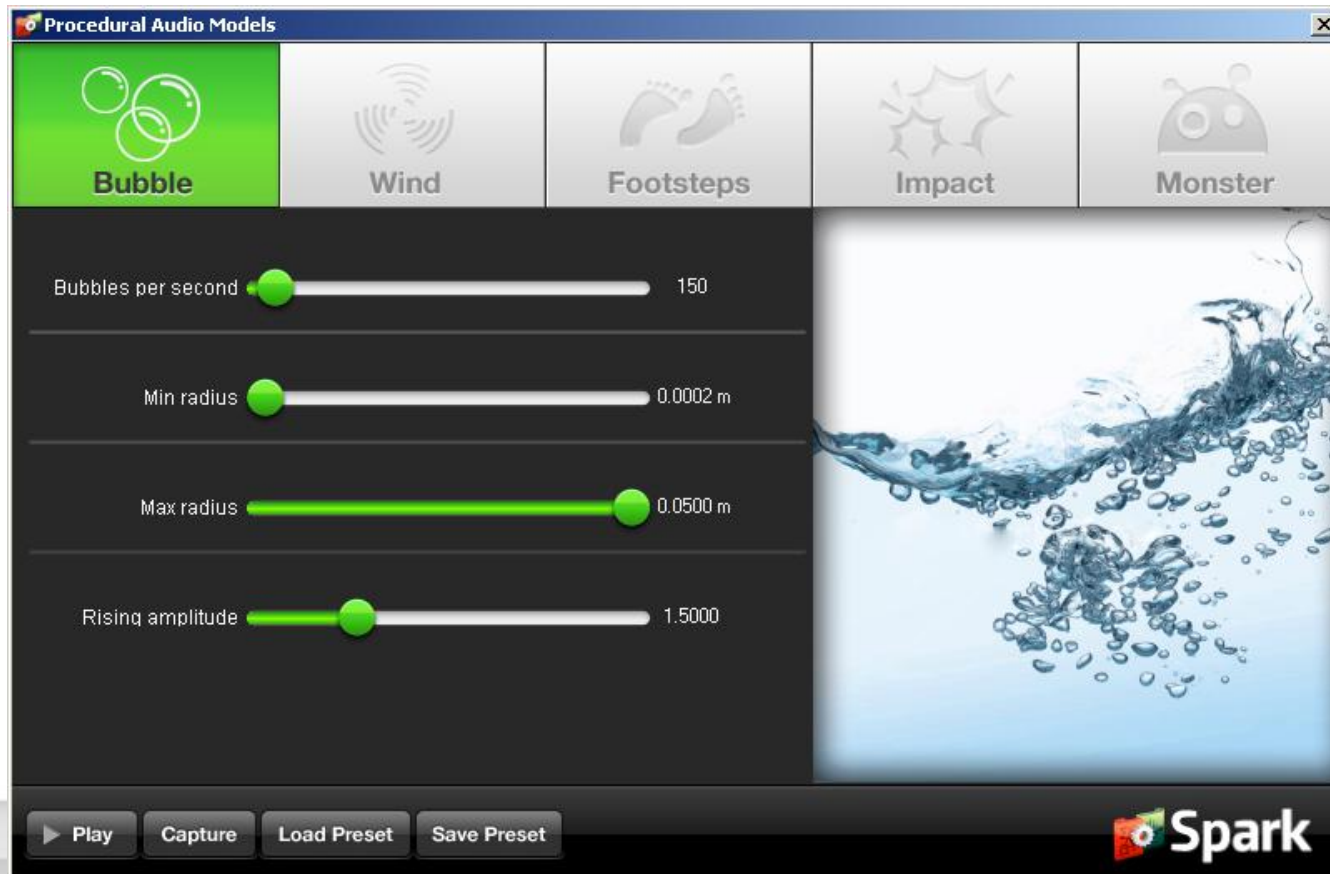 Procedural Audio Models
Bubble Wind Footsteps Impact Monster
Bubbles per second 150
Min radius 0.0002 m
Max radius 0.0500 m
Rising amplitude 1.5000
Play Capture Load Preset Save Preset Spark